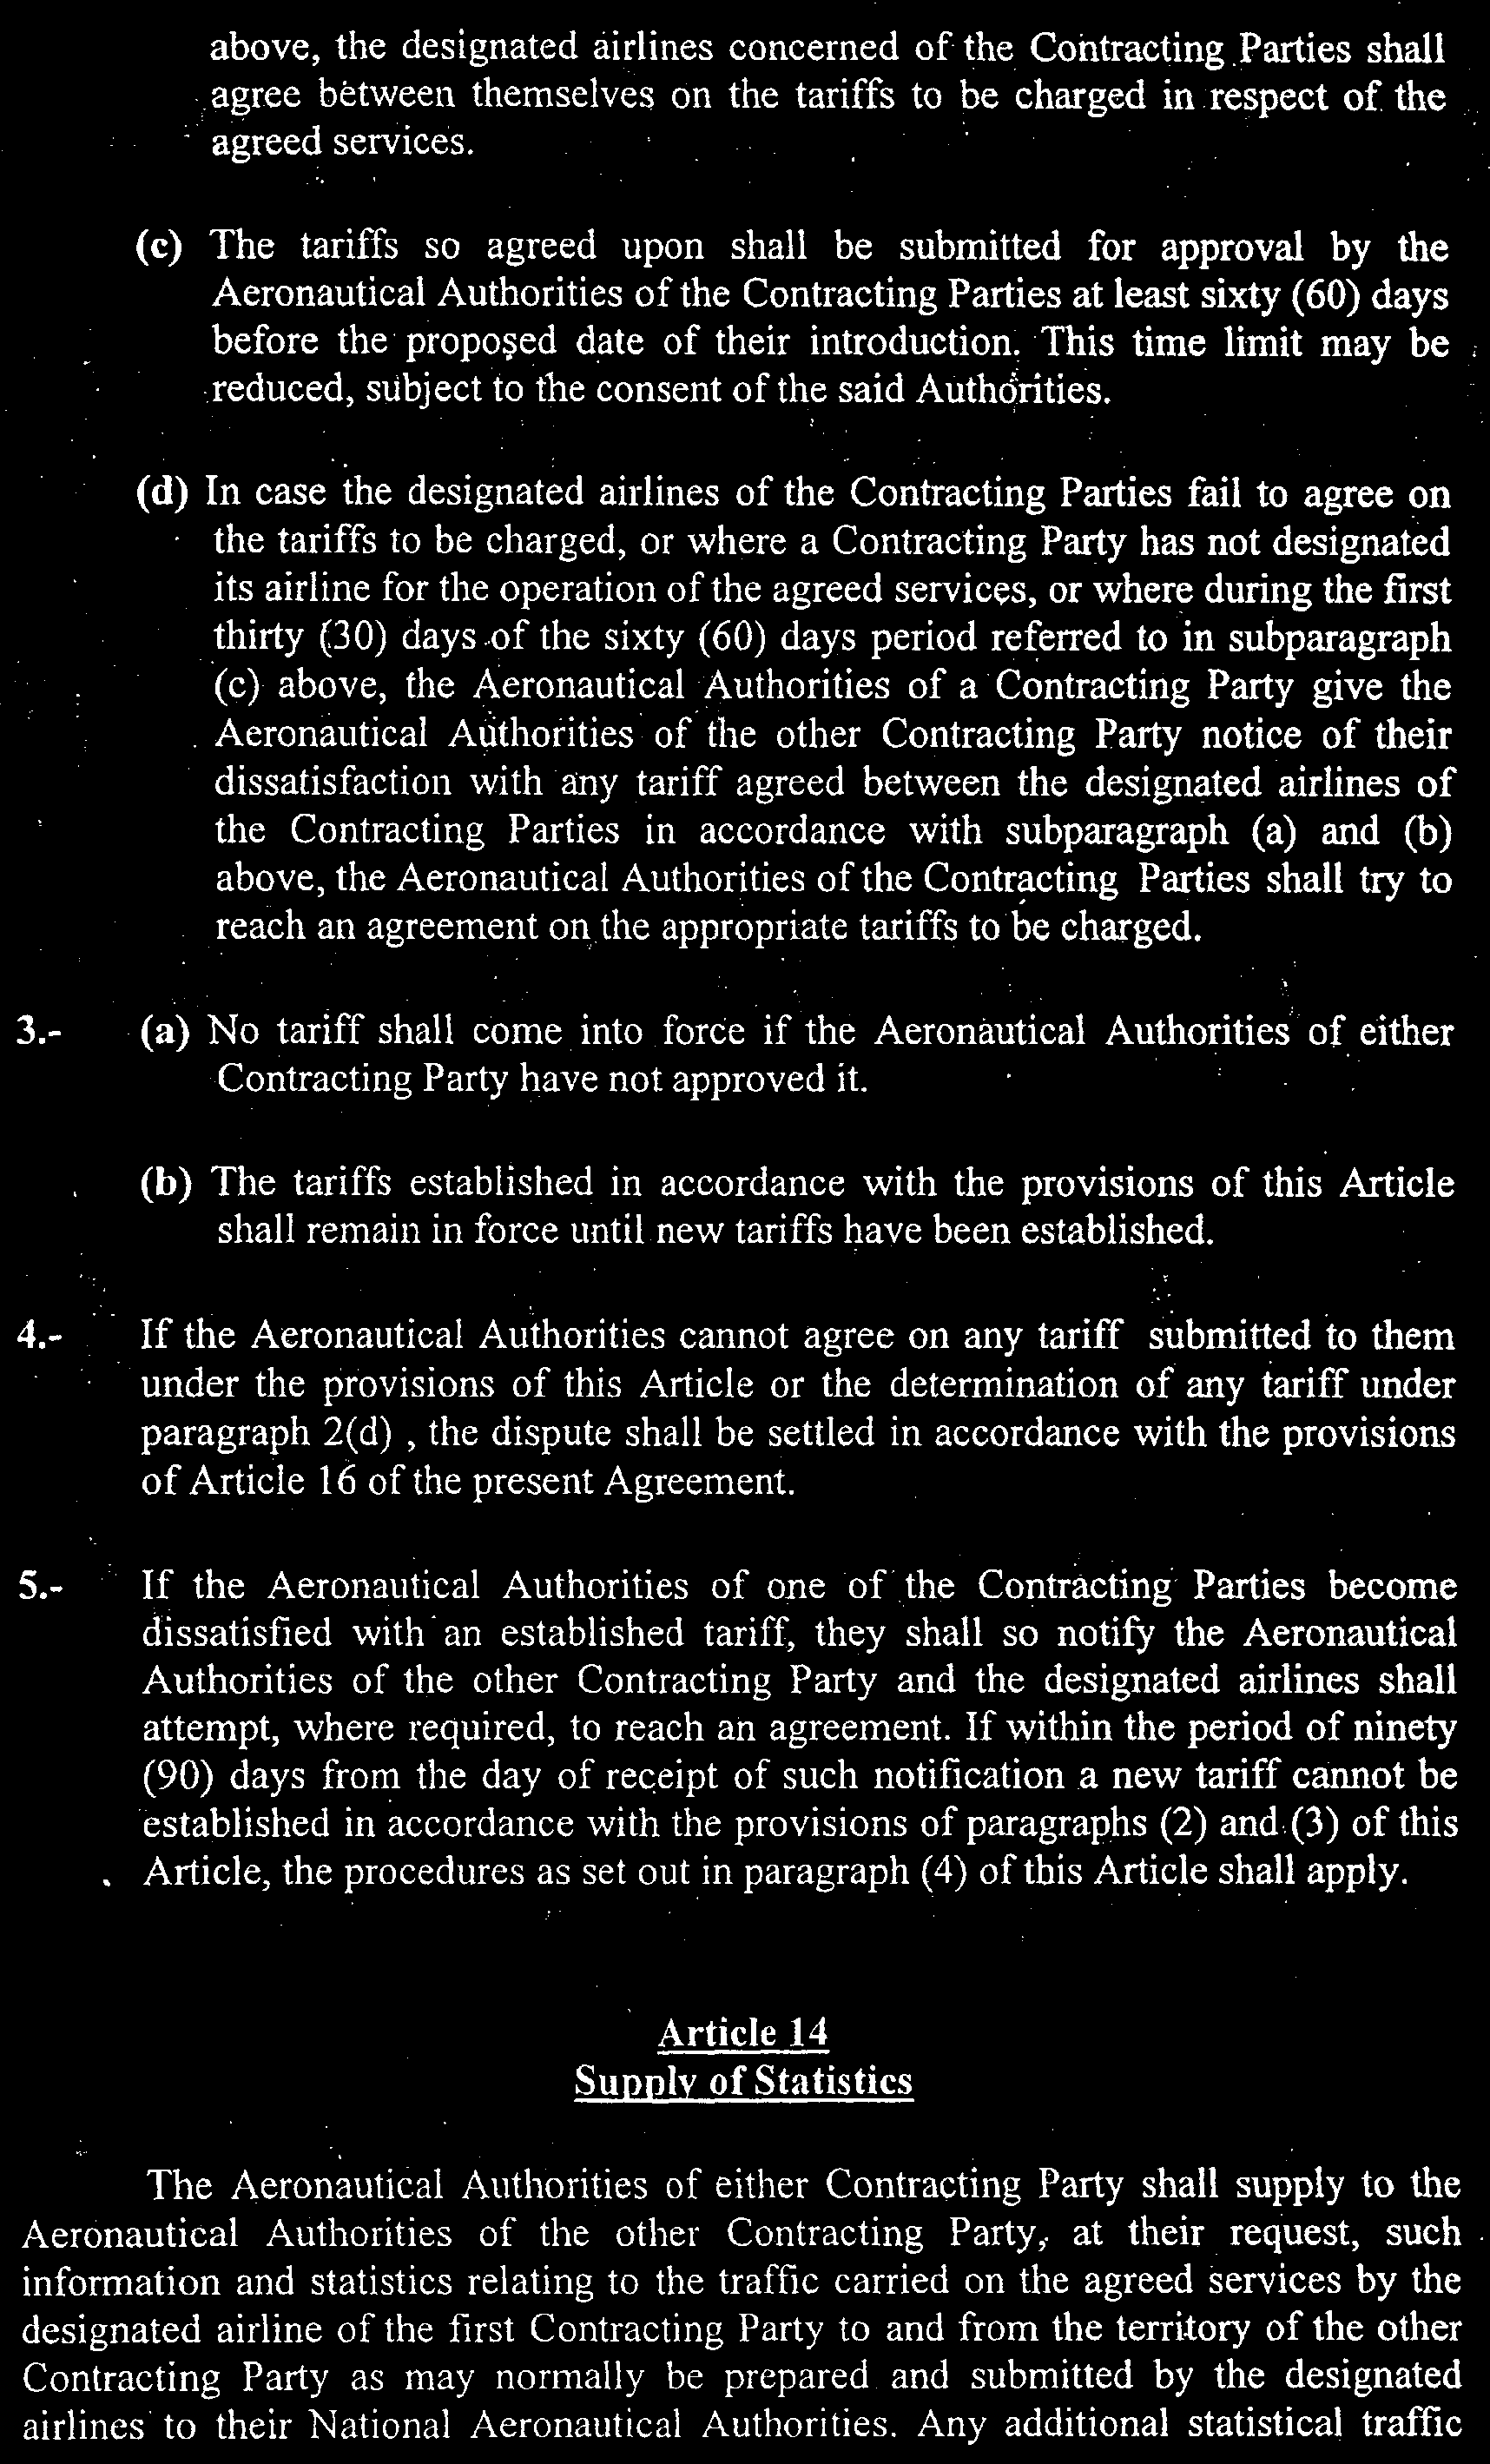 above, the designated airlines concerned of the Contracting Parties shall
agree between themselves on the tariffs to be charged in respect of the
agreed services.
(c) The tariffs so agreed upon shall be submitted for approval by the
Aeronautical Authorities of the Contracting Parties at least sixty (60) days
before the proposed date of their introduction. This time limit may be
reduced, subject to the consent of the said Authorities.
(d) In case the designated airlines of the Contracting Parties fail to agree on
the tariffs to be charged, or where a Contracting Party has not designated
its airline for the operation of the agreed services, or where during the first
thirty (30) days of the sixty (60) days period referred to in subparagraph
(c) above, the Aeronautical Authorities of a Contracting Party give the
Aeronautical Authorities of the other Contracting Party notice of their
dissatisfaction with any tariff agreed between the designated airlines of
the Contracting Parties in accordance with subparagraph (a) and (b)
above, the Aeronautical Authorities of the Contracting Parties shall try to
reach an agreement on the appropriate tariffs to be charged.
3.- (a) No tariff shall come into force if the Aeronautical Authorities of either
Contracting Party have not approved it.
(b) The tariffs established in accordance with the provisions of this Article
shall remain in force until new tariffs have been established.
4.- If the Aeronautical Authorities cannot agree on any tariff submitted to them
under the provisions of this Article or the determination of any tariff under
paragraph 2(d) , the dispute shall be settled in accordance with the provisions
of Article 16 of the present Agreement.
5.- If the Aeronautical Authorities of one of the Contracting Parties become
dissatisfied with an established tariff, they shall so notify the Aeronautical
Authorities of the other Contracting Party and the designated airlines shall
attempt, where required, to reach an agreement. If within the period of ninety
(90) days from the day of receipt of such notification a new tariff cannot be
established in accordance with the provisions of paragraphs (2) and (3) of this
Article, the procedures as set out in paragraph (4) of this Article shall apply.
Article 14
Supply of Statistics
The Aeronautical Authorities of either Contracting Party shall supply to the
Aeronautical Authorities of the other Contracting Party, at their request, such
information and statistics relating to the traffic carried on the agreed services by the
designated airline of the first Contracting Party to and from the territory of the other
Contracting Party as may normally be prepared and submitted by the designated
airlines to their National Aeronautical Authorities. Any additional statistical traffic